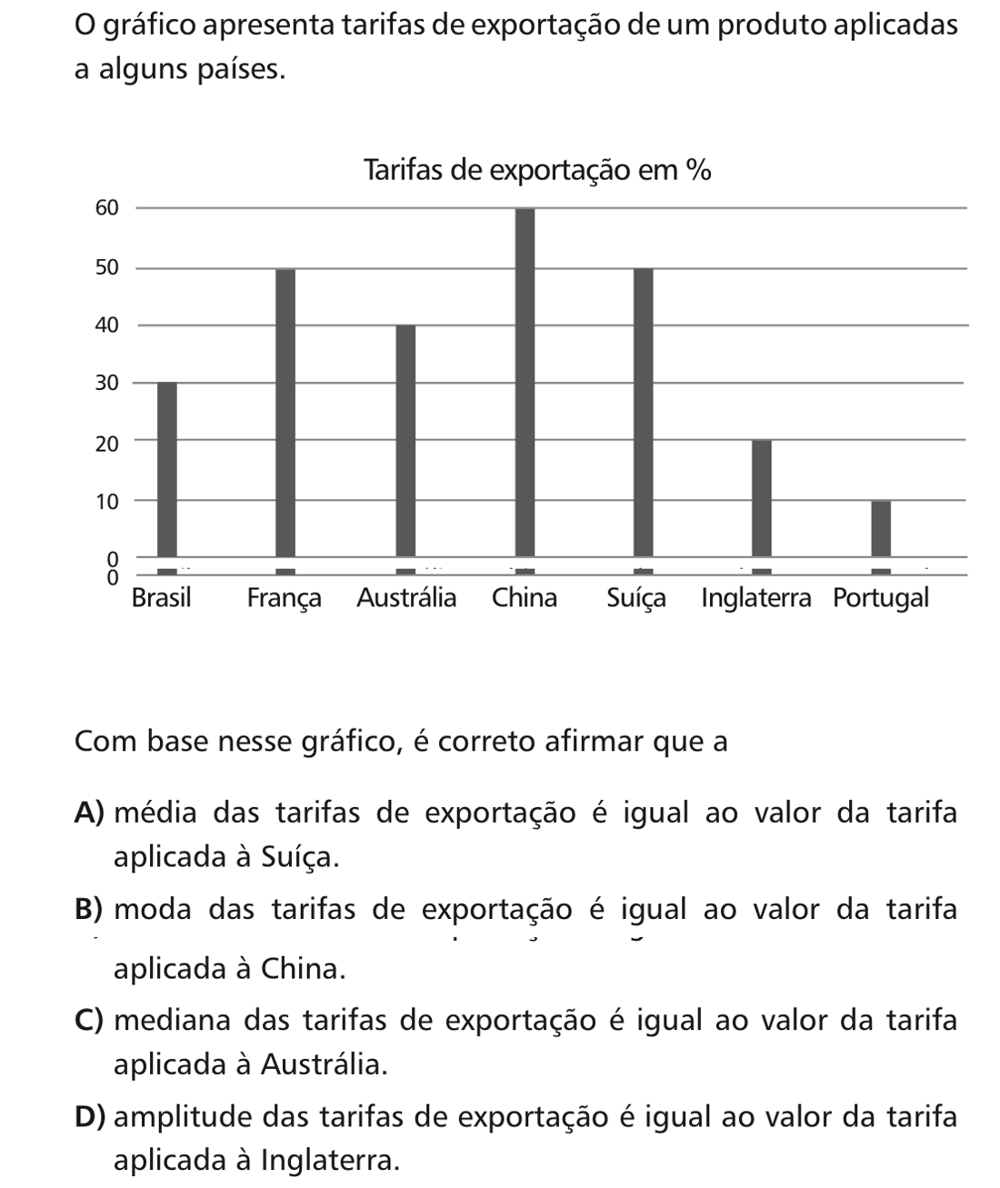 O gráfico apresenta tarifas de exportação de um produto aplicadas
a alguns países.
Tarifas de exportação em %
60
50
40
30
20
10
0
0
Brasil França Austrália China Suíça Inglaterra Portugal
Com base nesse gráfico, é correto afirmar que a
A) média das tarifas de exportação é igual ao valor da tarifa
aplicada à Suíça.
B) moda das tarifas de exportação é igual ao valor da tarifa
aplicada à China.
C) mediana das tarifas de exportação é igual ao valor da tarifa
aplicada à Austrália.
D) amplitude das tarifas de exportação é igual ao valor da tarifa
aplicada à Inglaterra.